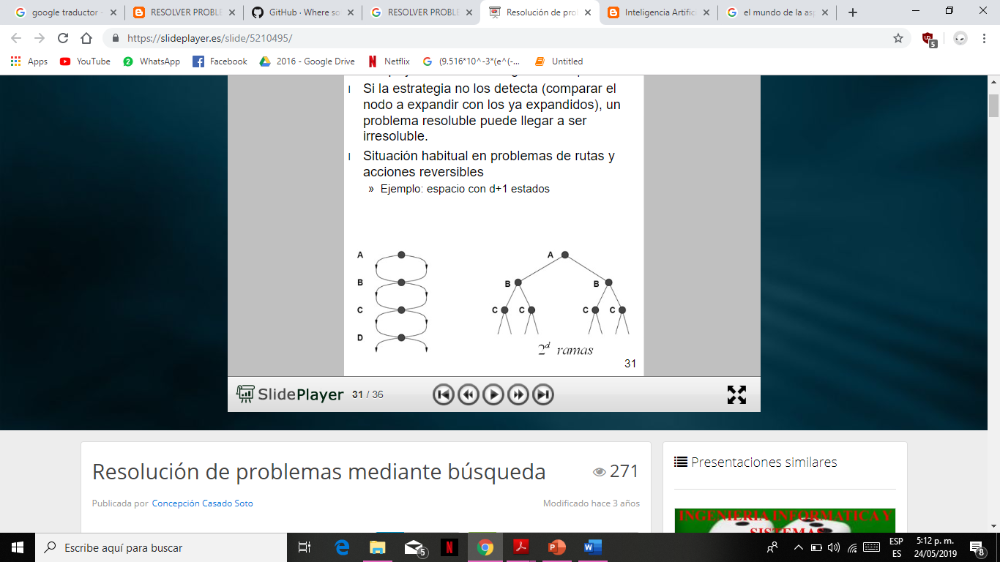 google traductor -
RESOLVER PROBLE
GitHub · Where so
RESOLVER PROBLE
Resolución de pro
Inteligencia Artific
el mundo de la asp
https://slideplayer.es/slide/5210495/
5
Apps
YouTube
2 WhatsApp
Facebook
2016 - Google Drive
Netflix
(9.516*10^-3*(e^(-...
Untitled
Si la estrategia no los detecta (comparar el
nodo a expandir con los ya expandidos), un
problema resoluble puede llegar a ser
irresoluble.
Situación habitual en problemas de rutas y
acciones reversibles
» Ejemplo: espacio con d+1 estados
A
B
C
D
A
B B
C C C C
2^d ramas
31
SlidePlayer 31 / 36
Resolución de problemas mediante búsqueda
271
Publicada por Concepción Casado Soto
Modificado hace 3 años
Presentaciones similares
INGENIERIA INFORMATICA Y
SISTEMAS
Escribe aquí para buscar
5
ESP
ES
5:12 p. m.
24/05/2019
8